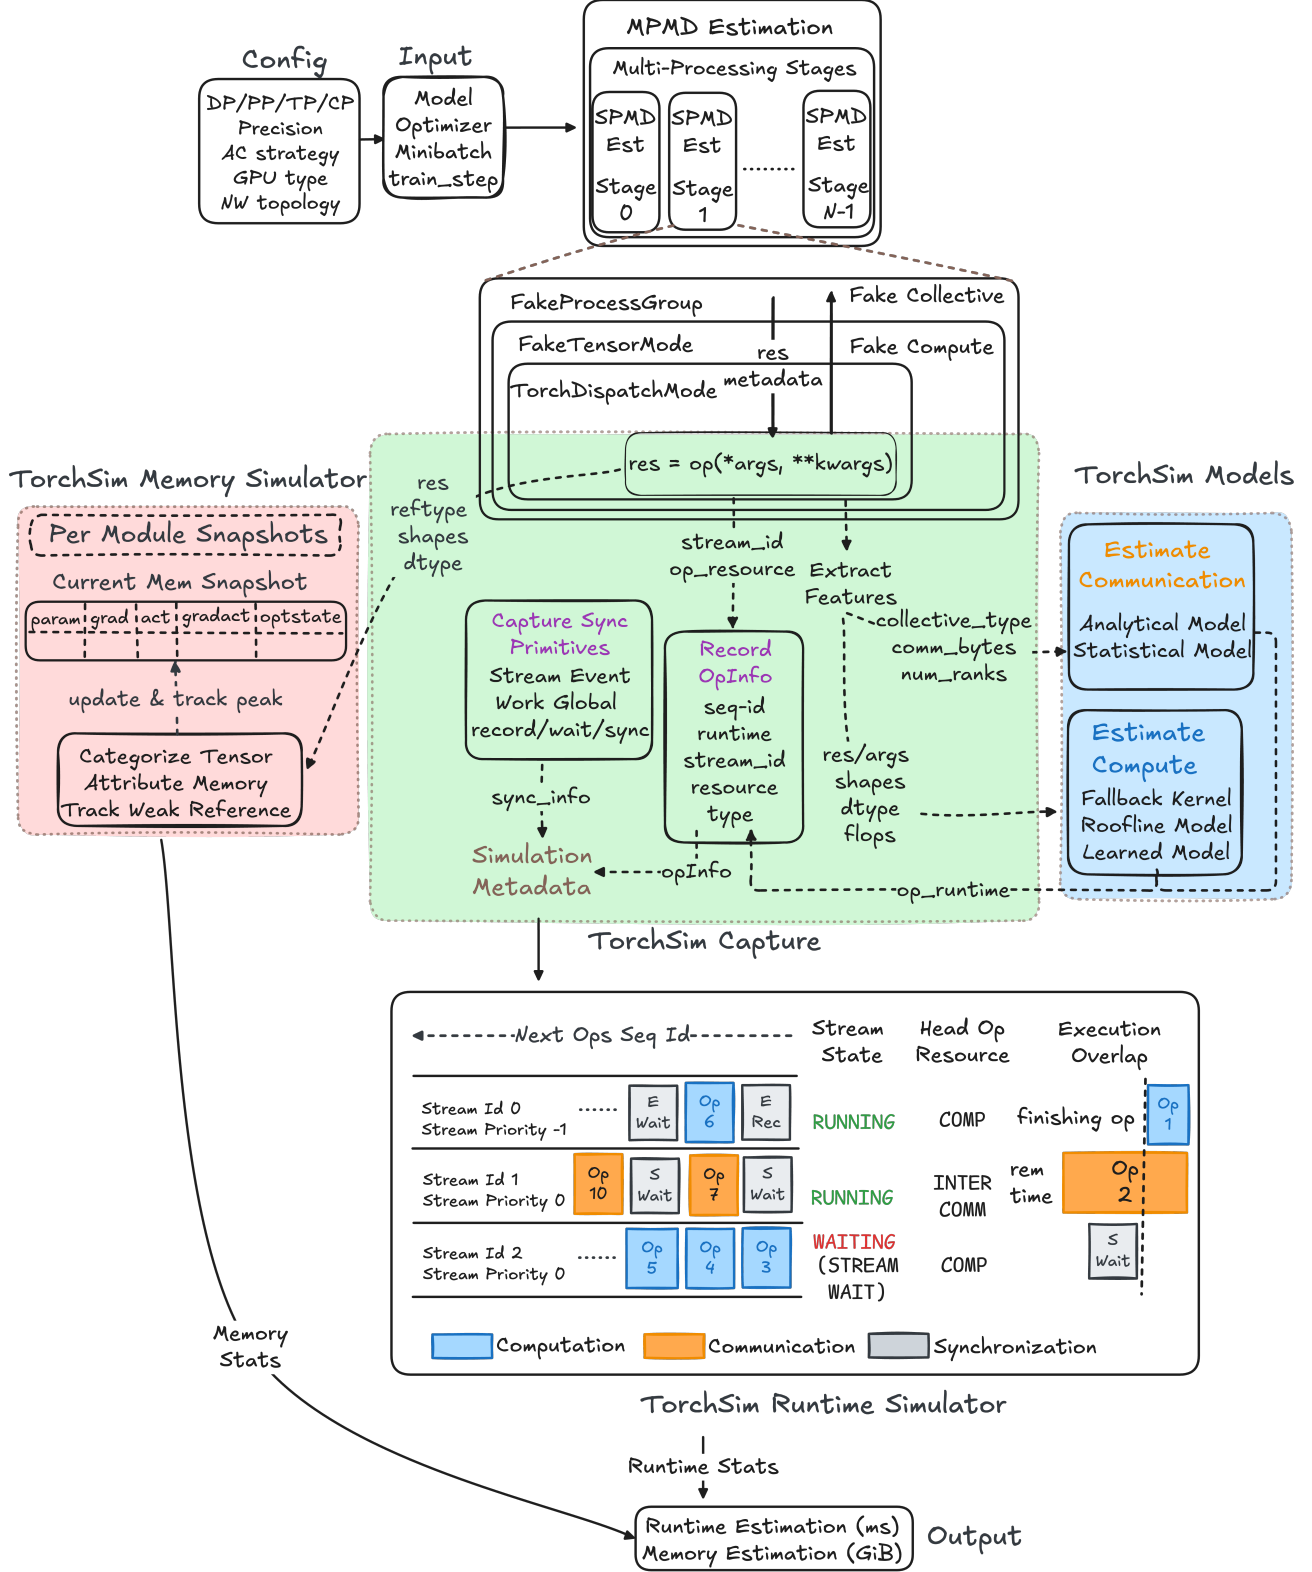 MPMD Estimation
Multi-Processing Stages
SPMD
Est
Stage
0
SPMD
Est
Stage
1
........
SPMD
Est
Stage
N-1
Config
DP/PP/TP/CP
Precision
AC strategy
GPU type
NW topology
Input
Model
Optimizer
Minibatch
train_step
FakeProcessGroup
Fake Collective
FakeTensorMode
Fake Compute
TorchDispatchMode
res
metadata
res = op(*args, **kwargs)
TorchSim Memory Simulator
Per Module Snapshots
Current Mem Snapshot
param grad act gradact optstate
update & track peak
Categorize Tensor
Attribute Memory
Track Weak Reference
res
reftype
shapes
dtype
stream_id
op_resource
Extract
Features
collective_type
comm_bytes
num_ranks
Capture Sync
Primitives
Stream Event
Work Global
record/wait/sync
sync_info
Simulation
Metadata
Record
OpInfo
seq-id
runtime
stream_id
resource
type
opInfo
res/args
shapes
dtype
flops
op_runtime
TorchSim Models
Estimate
Communication
Analytical Model
Statistical Model
Estimate
Compute
Fallback Kernel
Roofline Model
Learned Model
TorchSim Capture
Next Ops Seq Id
Stream
State
Head Op
Resource
Execution
Overlap
Stream Id 0
Stream Priority -1
......
E
Wait
Op
6
E
Rec
RUNNING
COMP
finishing op
Op
1
Stream Id 1
Stream Priority 0
Op
10
S
Wait
Op
7
S
Wait
RUNNING
INTER
COMM
rem
time
Op
2
Stream Id 2
Stream Priority 0
......
Op
5
Op
4
Op
3
WAITING
(STREAM
WAIT)
COMP
S
Wait
Computation
Communication
Synchronization
TorchSim Runtime Simulator
Memory
Stats
Runtime Stats
Runtime Estimation (ms)
Memory Estimation (GiB)
Output